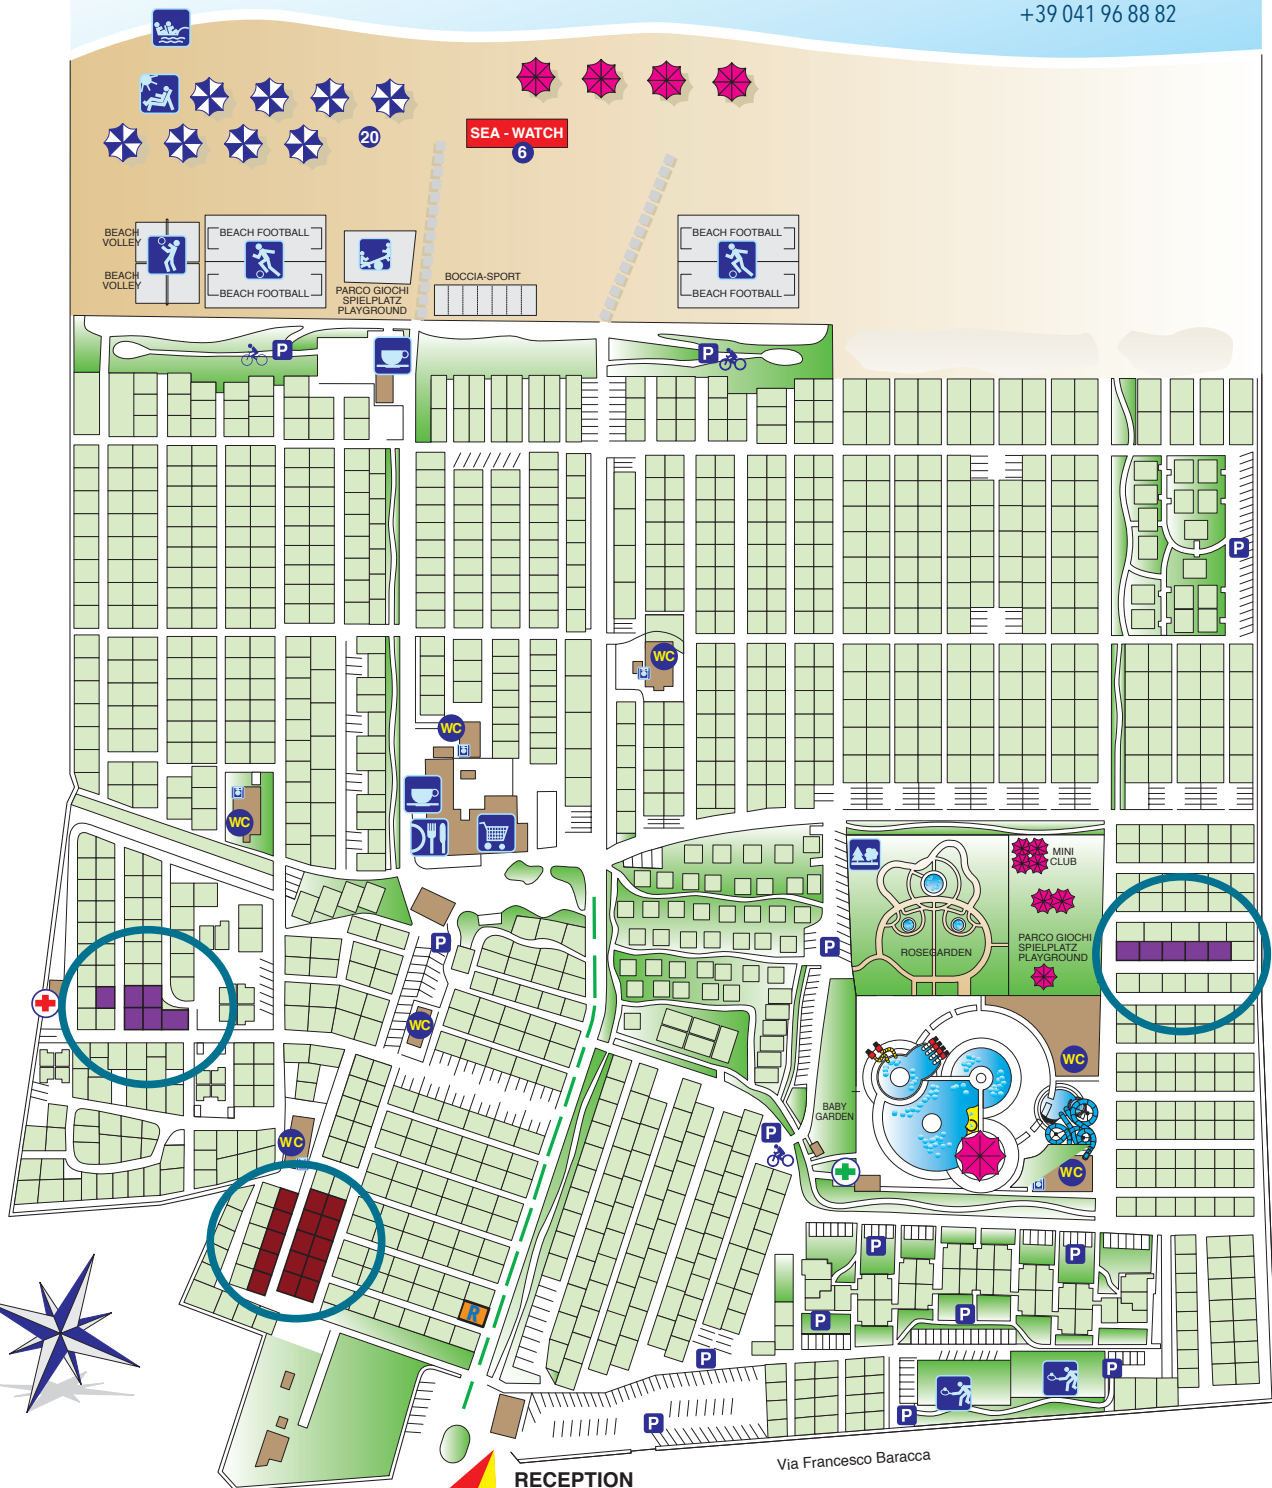 +39 041 96 88 82
20
SEA - WATCH
6
BEACH
VOLLEY
BEACH
VOLLEY
BEACH FOOTBALL
BEACH FOOTBALL
PARCO GIOCHI
SPIELPLATZ
PLAYGROUND
BOCCIA-SPORT
BEACH FOOTBALL
BEACH FOOTBALL
P
P
P
WC
WC
WC
MINI
CLUB
ROSEGARDEN
PARCO GIOCHI
SPIELPLATZ
PLAYGROUND
P
P
WC
WC
WC
BABY
GARDEN
P
WC
P
P
R
P
P
P
P
P
P
Via Francesco Baracca
RECEPTION